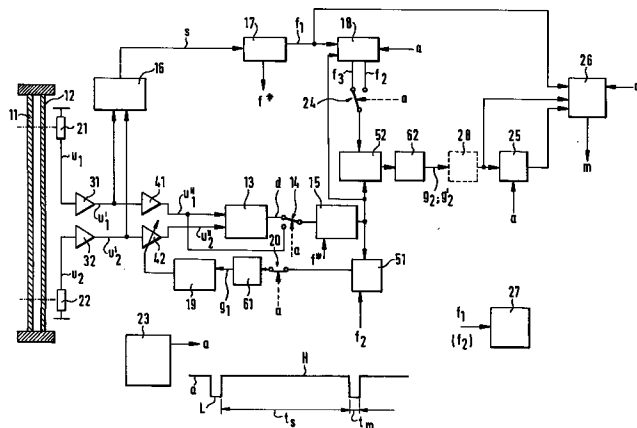 17
f1
18
s
a
26
16
f3
f2
f*
12
24
a
a
11
21
52
62
28
25
m
u1
g2; g'2
31
41
u"1
13
d
14
15
a
u'1
u"2
a
f*
32
u'2
42
20
51
u2
19
61
g1
a
22
f2
f1
(f2)
27
23
a
H
a
L
ts
tm